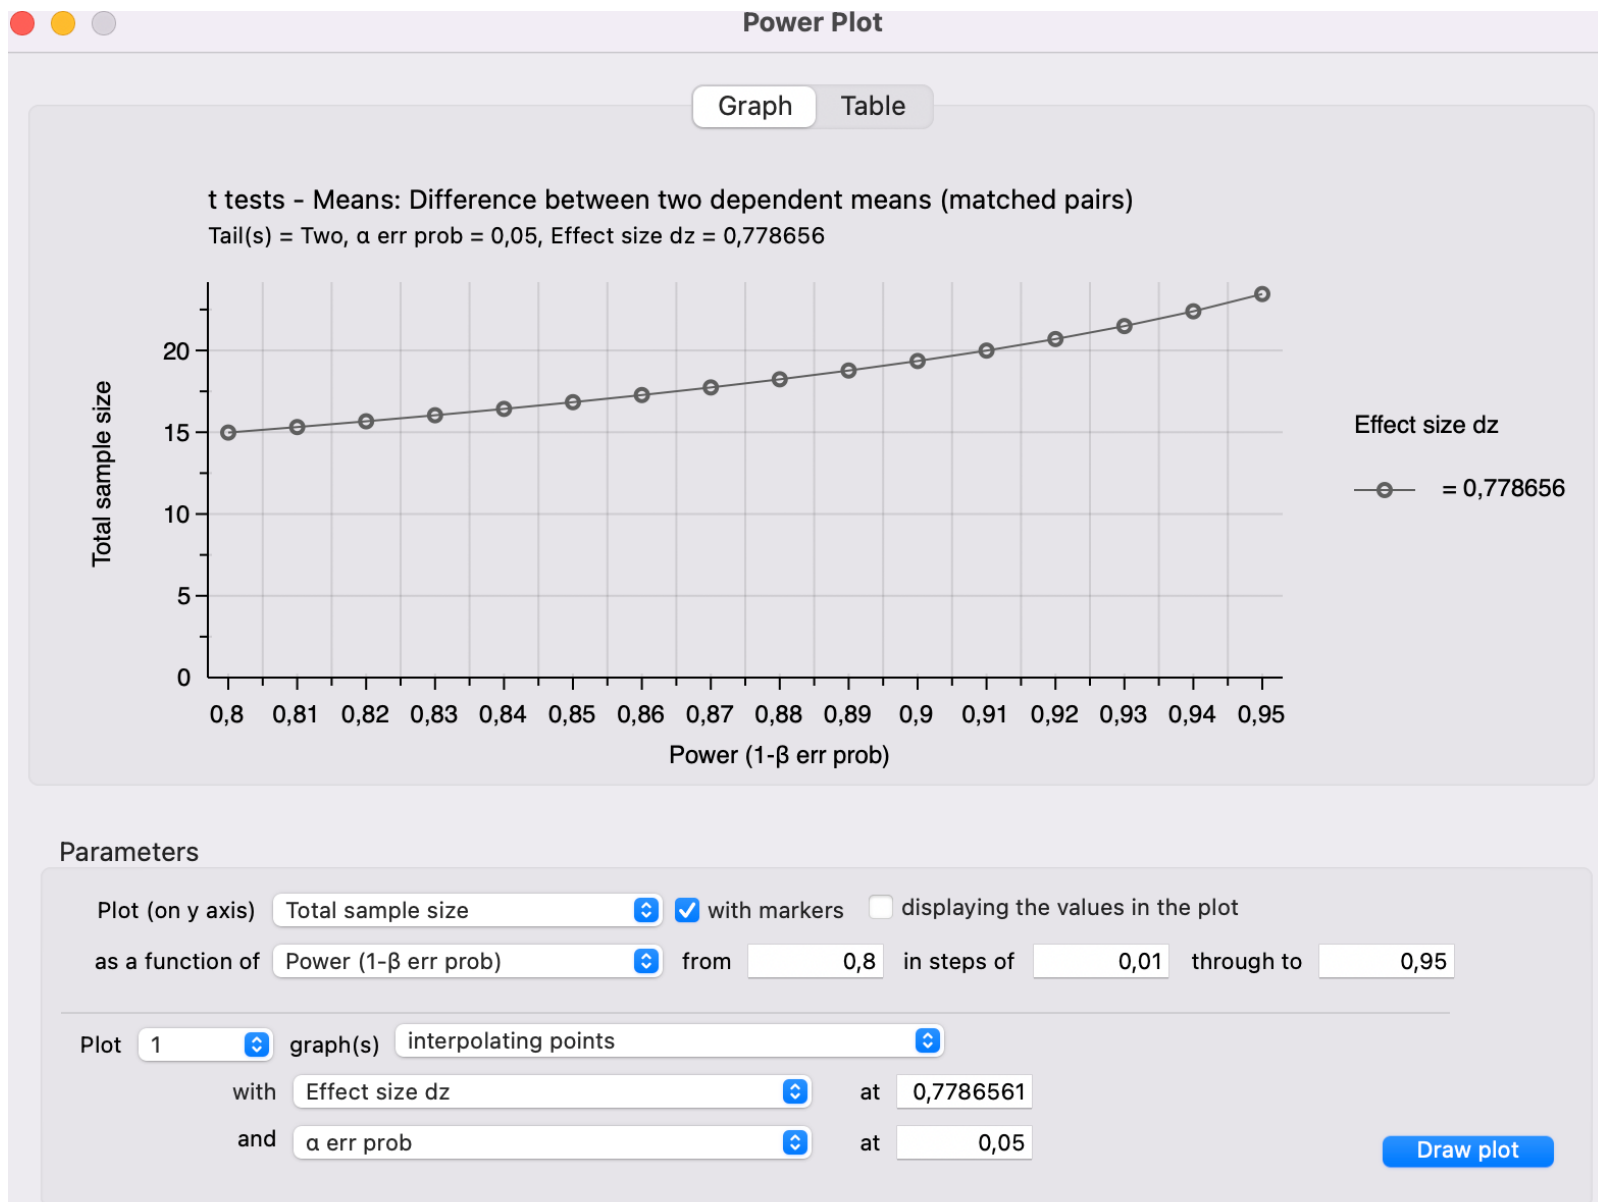 Power Plot
Graph Table
t tests - Means: Difference between two dependent means (matched pairs)
Tail(s) = Two, α err prob = 0,05, Effect size dz = 0,778656
Total sample size
20
15
10
5
0
0,8 0,81 0,82 0,83 0,84 0,85 0,86 0,87 0,88 0,89 0,9 0,91 0,92 0,93 0,94 0,95
Power (1-β err prob)
Effect size dz
= 0,778656
Parameters
Plot (on y axis) Total sample size with markers displaying the values in the plot
as a function of Power (1-β err prob) from 0,8 in steps of 0,01 through to 0,95
Plot 1 graph(s) interpolating points
with Effect size dz at 0,7786561
and α err prob at 0,05
Draw plot